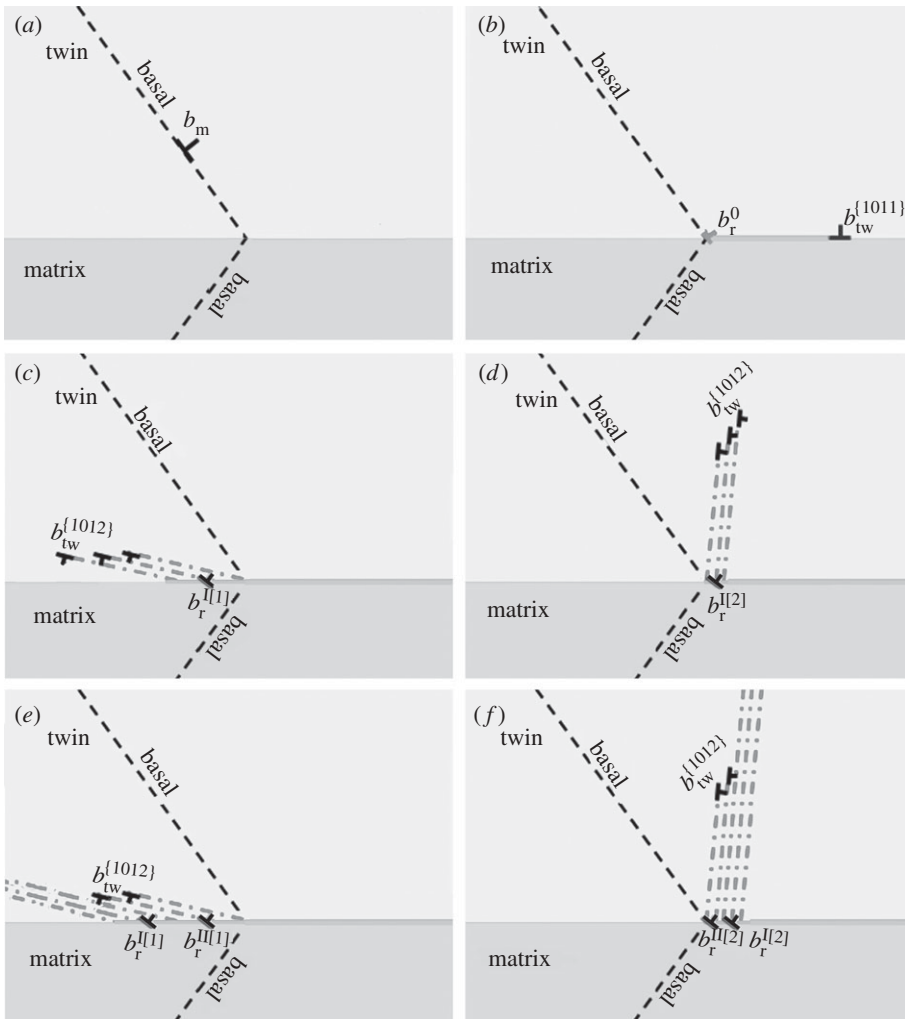 (a)
twin
basal
b_m
matrix
basal
(b)
twin
basal
b_r^0
b_tw^{1011}
matrix
basal
(c)
twin
basal
b_tw^{1012}
b_r^I[1]
matrix
basal
(d)
twin
basal
b_tw^{1012}
b_r^I[2]
matrix
basal
(e)
twin
basal
b_tw^{1012}
b_r^I[1]
b_r^II[1]
matrix
basal
(f)
twin
basal
b_tw^{1012}
b_r^II[2]
b_r^I[2]
matrix
basal